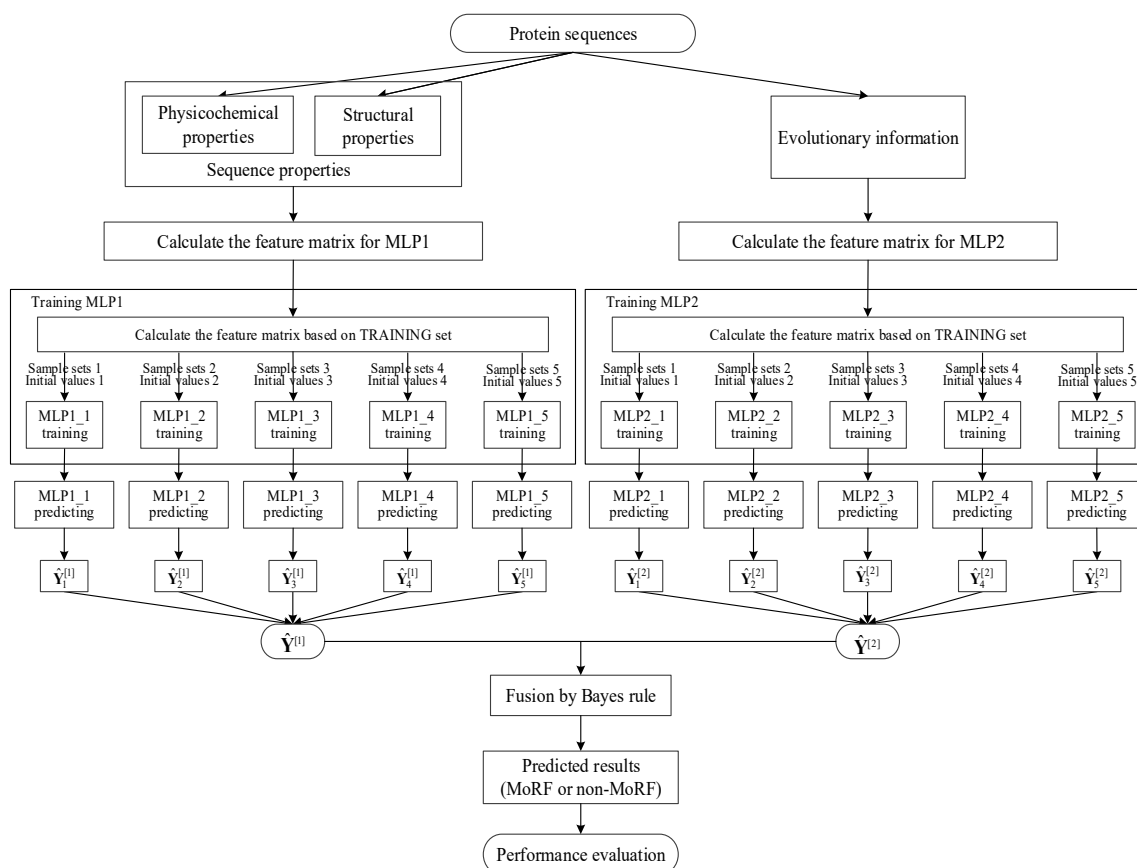 Protein sequences
Physicochemical
properties
Structural
properties
Sequence properties
Evolutionary information
Calculate the feature matrix for MLP1
Calculate the feature matrix for MLP2
Training MLP1
Calculate the feature matrix based on TRAINING set
Sample sets 1
Initial values 1
Sample sets 2
Initial values 2
Sample sets 3
Initial values 3
Sample sets 4
Initial values 4
Sample sets 5
Initial values 5
MLP1_1
training
MLP1_2
training
MLP1_3
training
MLP1_4
training
MLP1_5
training
Training MLP2
Calculate the feature matrix based on TRAINING set
Sample sets 1
Initial values 1
Sample sets 2
Initial values 2
Sample sets 3
Initial values 3
Sample sets 4
Initial values 4
Sample sets 5
Initial values 5
MLP2_1
training
MLP2_2
training
MLP2_3
training
MLP2_4
training
MLP2_5
training
MLP1_1
predicting
MLP1_2
predicting
MLP1_3
predicting
MLP1_4
predicting
MLP1_5
predicting
MLP2_1
predicting
MLP2_2
predicting
MLP2_3
predicting
MLP2_4
predicting
MLP2_5
predicting
Ŷ₁^[1]
Ŷ₂^[1]
Ŷ₃^[1]
Ŷ₄^[1]
Ŷ₅^[1]
Ŷ₁^[2]
Ŷ₂^[2]
Ŷ₃^[2]
Ŷ₄^[2]
Ŷ₅^[2]
Ŷ^[1]
Ŷ^[2]
Fusion by Bayes rule
Predicted results
(MoRF or non-MoRF)
Performance evaluation